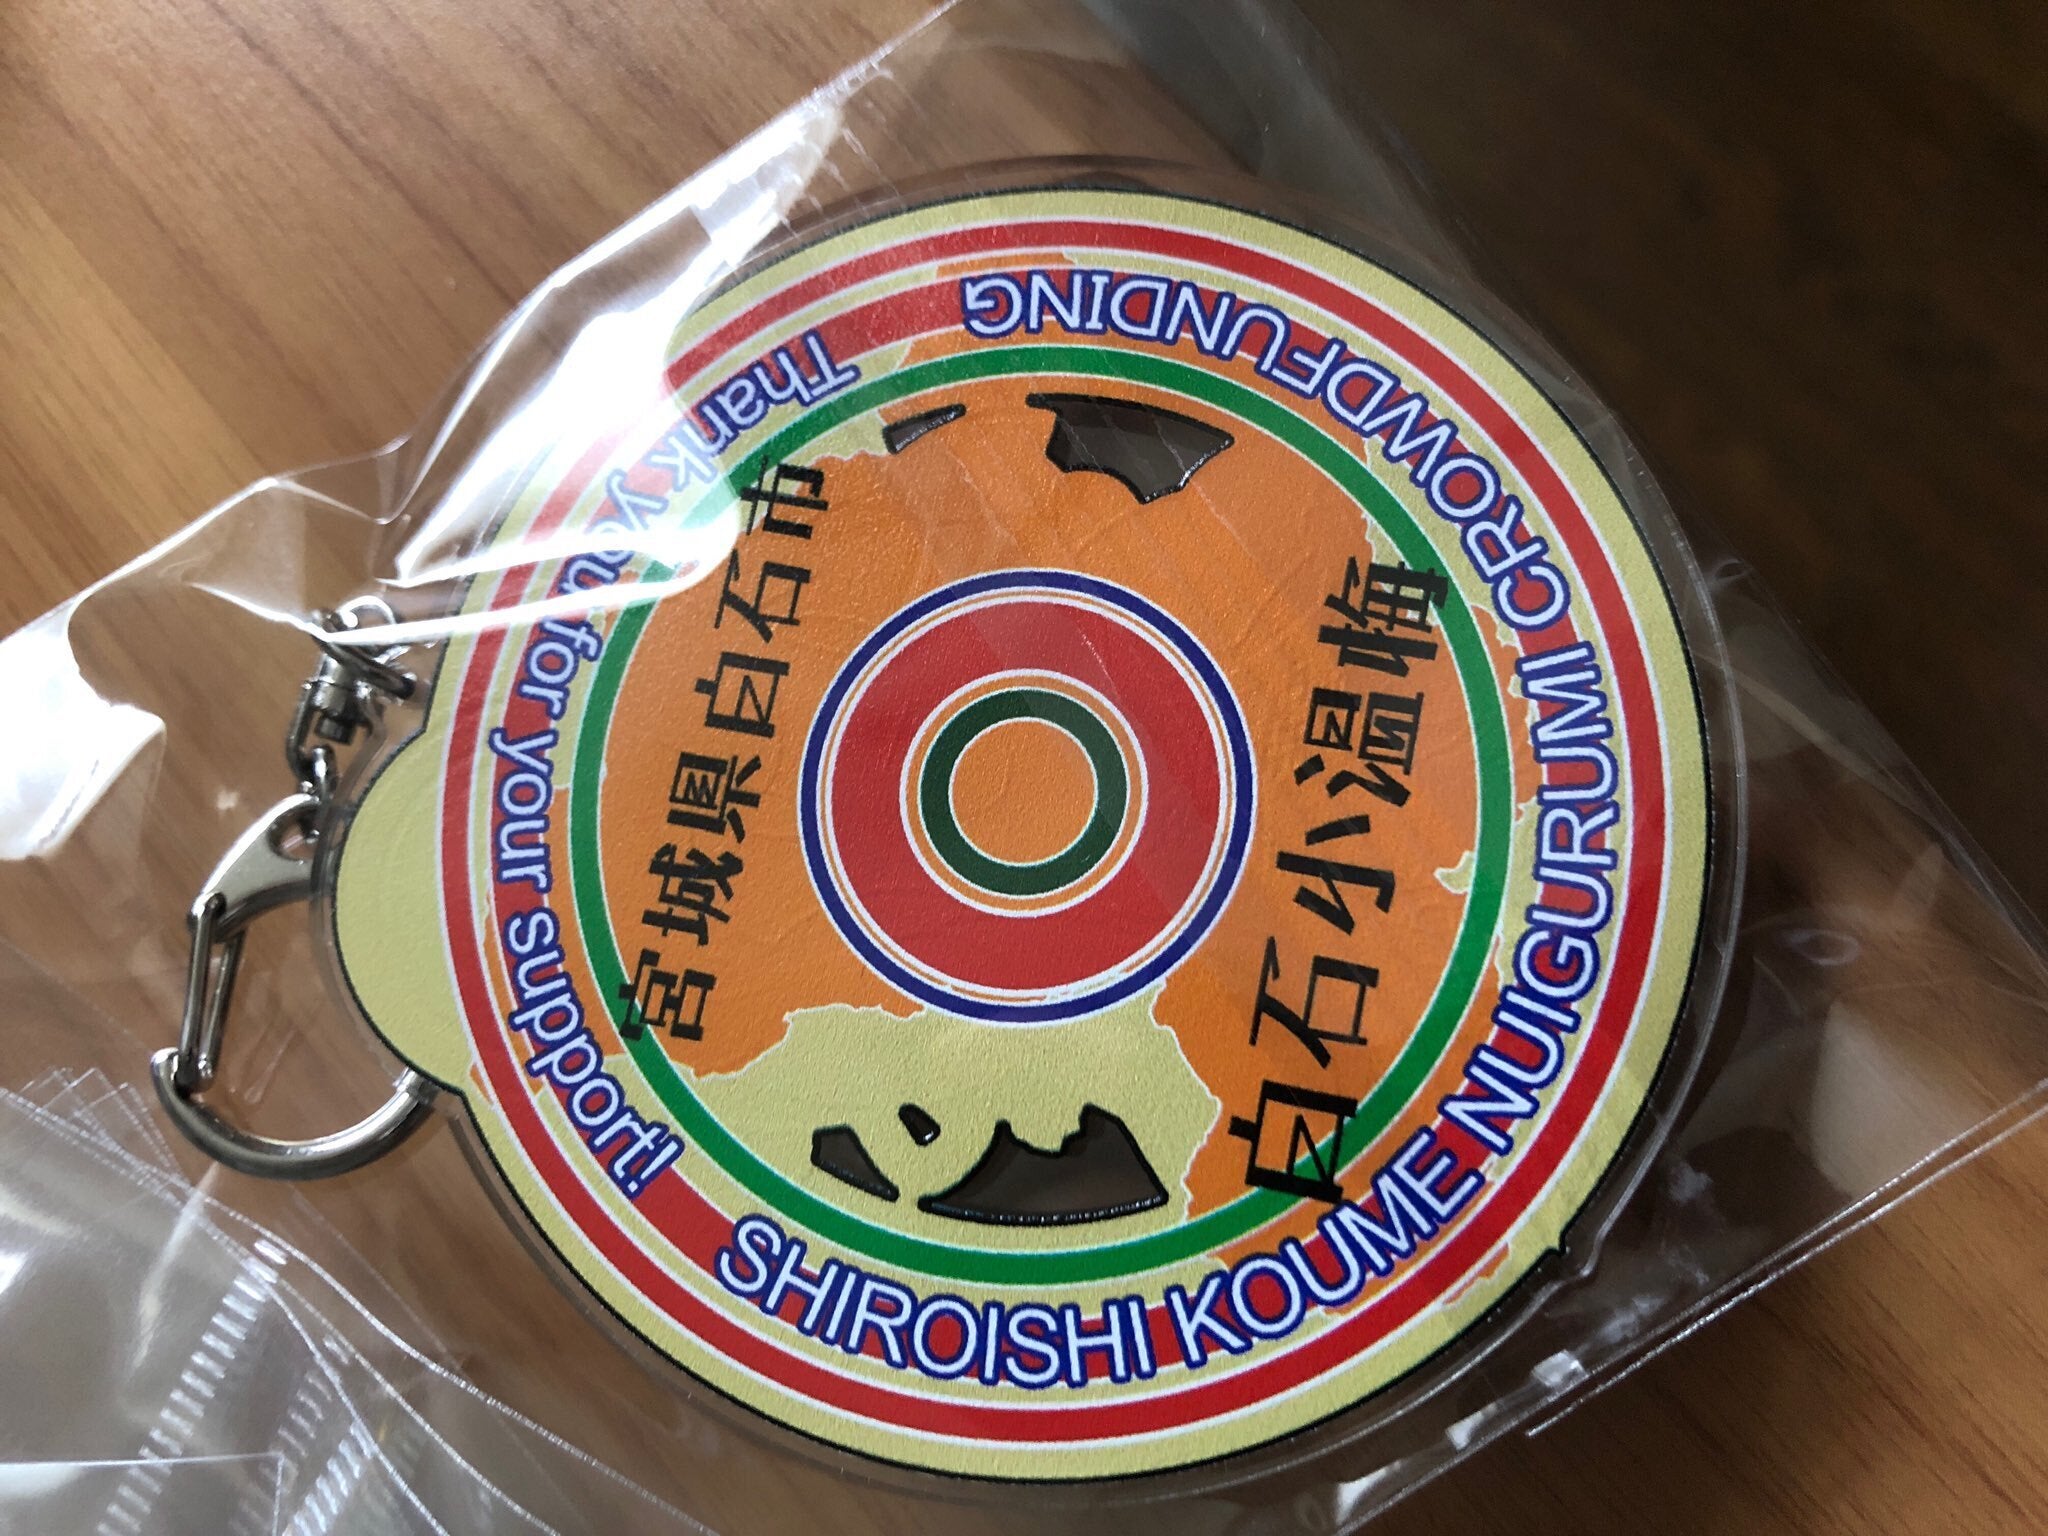 Thank you for your support!
宮城県白石市
白石小温梅
SHIROISHI KOUME NUIGURUMI CROWDFUNDING